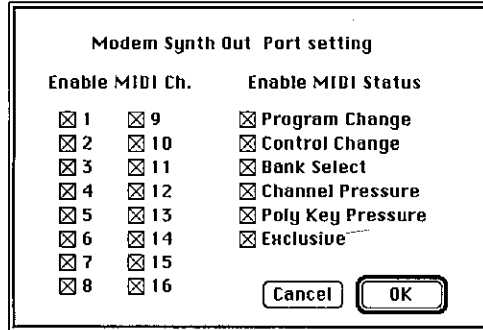 Modem Synth Out Port setting
Enable MIDI Ch.
Enable MIDI Status
1
9
Program Change
2
10
Control Change
3
11
Bank Select
4
12
Channel Pressure
5
13
Poly Key Pressure
6
14
Exclusive
7
15
8
16
Cancel
OK